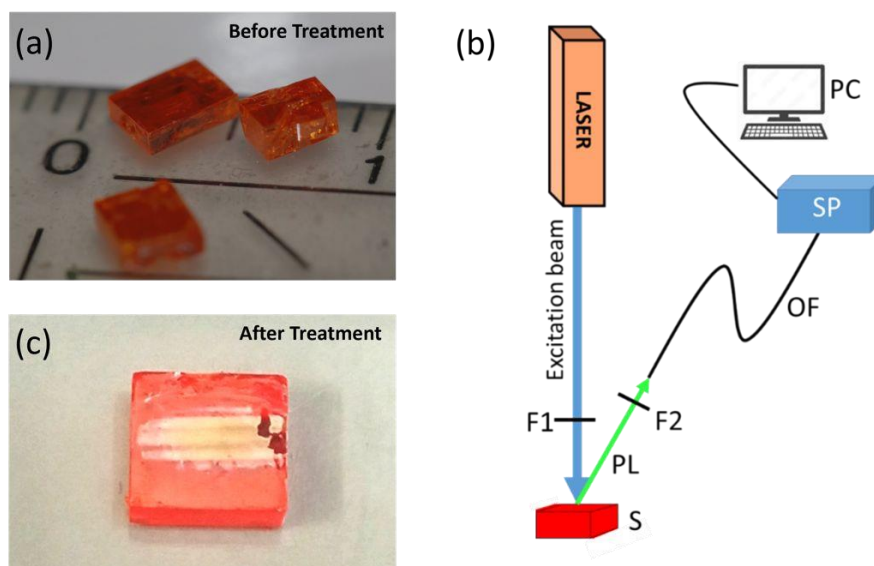 (a)
Before Treatment
0
1
(b)
LASER
PC
SP
Excitation beam
OF
F1
F2
PL
S
(c)
After Treatment